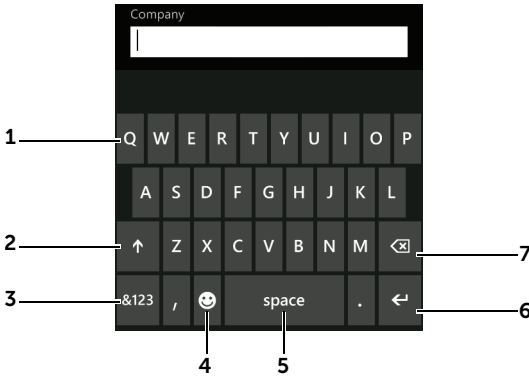 Company
1 Q W E R T Y U I O P
A S D F G H J K L
2 Z X C V B N M 7
3 &123 , space . 6
4 5